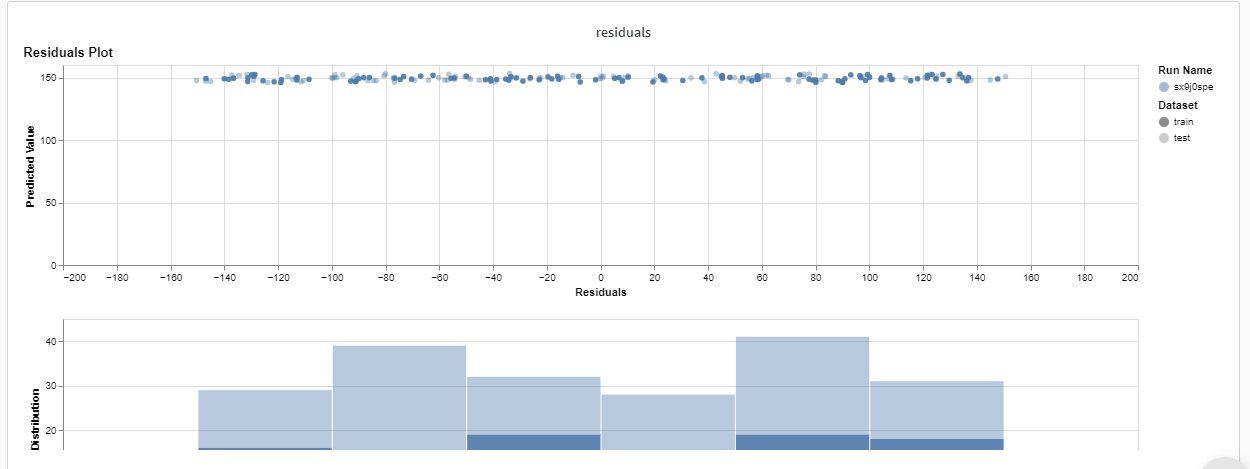 residuals
Residuals Plot
150
100
50
0
Predicted Value
−200 −180 −160 −140 −120 −100 −80 −60 −40 −20 0 20 40 60 80 100 120 140 160 180 200
Residuals
Run Name
sx9j0spe
Dataset
train
test
40
30
20
Distribution